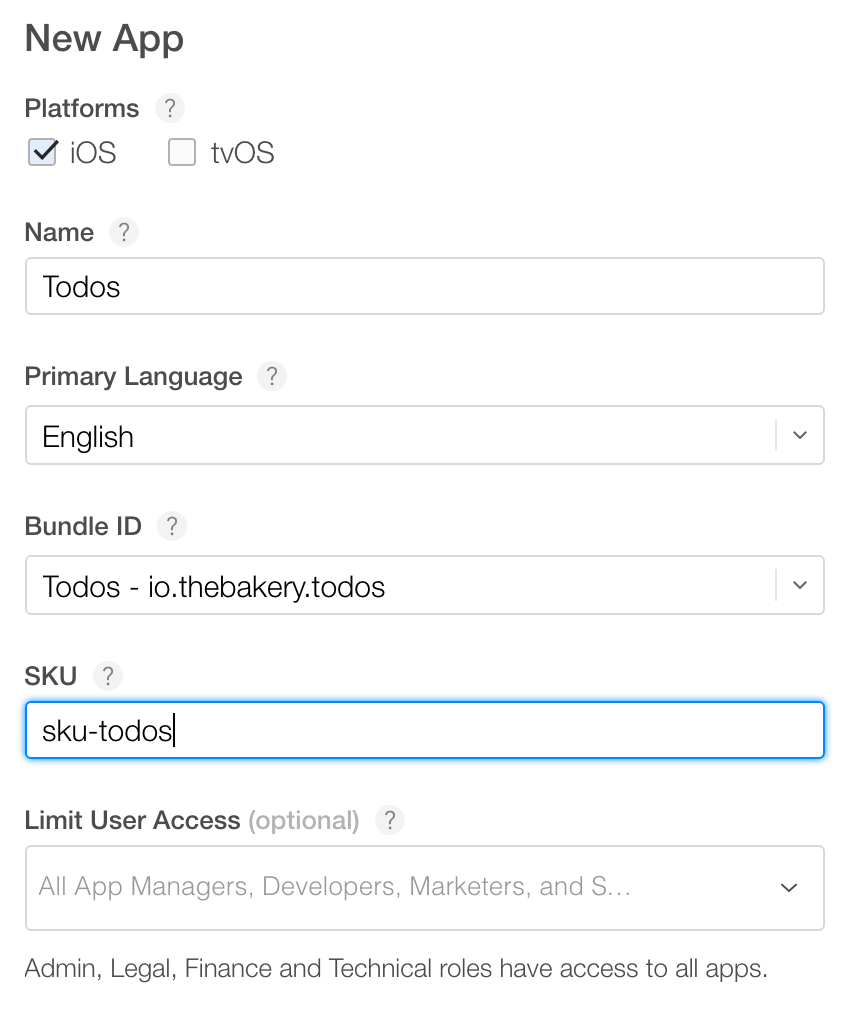 New App
Platforms ?
iOS tvOS
Name ?
Todos
Primary Language ?
English
Bundle ID ?
Todos - io.thebakery.todos
SKU ?
sku-todos
Limit User Access (optional) ?
All App Managers, Developers, Marketers, and S...
Admin, Legal, Finance and Technical roles have access to all apps.